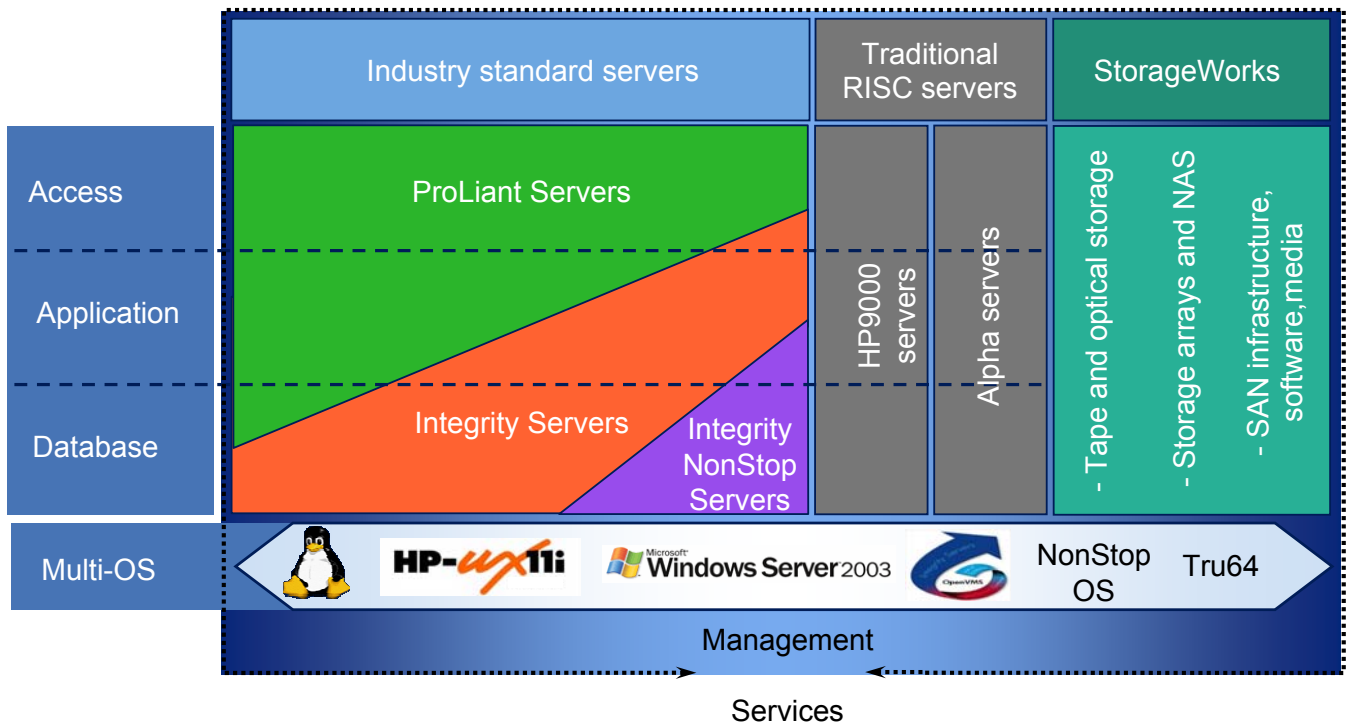 Industry standard servers
Traditional
RISC servers
StorageWorks
Access
Application
Database
Multi-OS
ProLiant Servers
Integrity Servers
Integrity
NonStop
Servers
HP9000
servers
Alpha servers
- Tape and optical storage
- Storage arrays and NAS
- SAN infrastructure,
software,media
HP-ux11i
Microsoft
Windows Server 2003
Integrity Servers
OpenVMS
NonStop
OS
Tru64
Management
Services